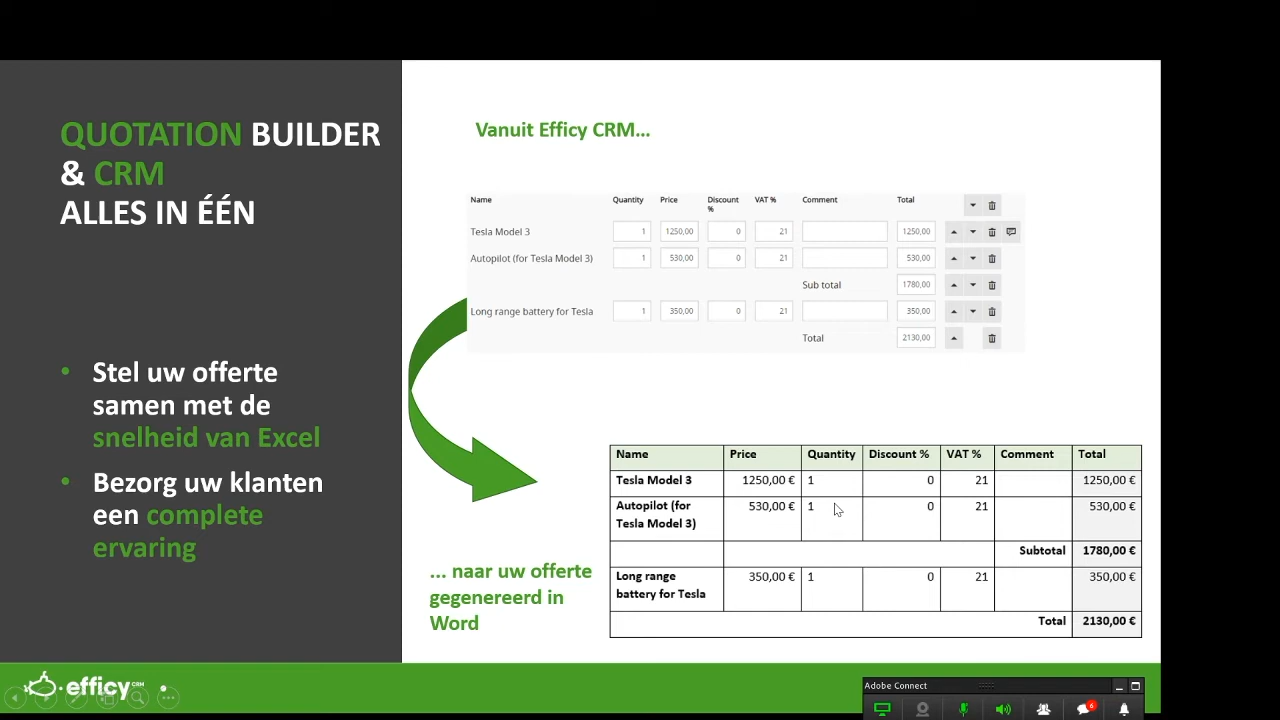 QUOTATION BUILDER
& CRM
ALLES IN ÉÉN
• Stel uw offerte
samen met de
snelheid van Excel
• Bezorg uw klanten
een complete
ervaring
Vanuit Efficy CRM...
Name Quantity Price Discount % VAT % Comment Total
Tesla Model 3 1 1250,00 0 21 1250,00
Autopilot (for Tesla Model 3) 1 530,00 0 21 530,00
Sub total 1780,00
Long range battery for Tesla 1 350,00 0 21 350,00
Total 2130,00
... naar uw offerte
gegenereerd in
Word
Name Price Quantity Discount % VAT % Comment Total
Tesla Model 3 1250,00 € 1 0 21 1250,00 €
Autopilot (for 530,00 € 1 0 21 530,00 €
Tesla Model 3)
Subtotal 1780,00 €
Long range 350,00 € 1 0 21 350,00 €
battery for Tesla
Total 2130,00 €
efficy CRM
Adobe Connect
6